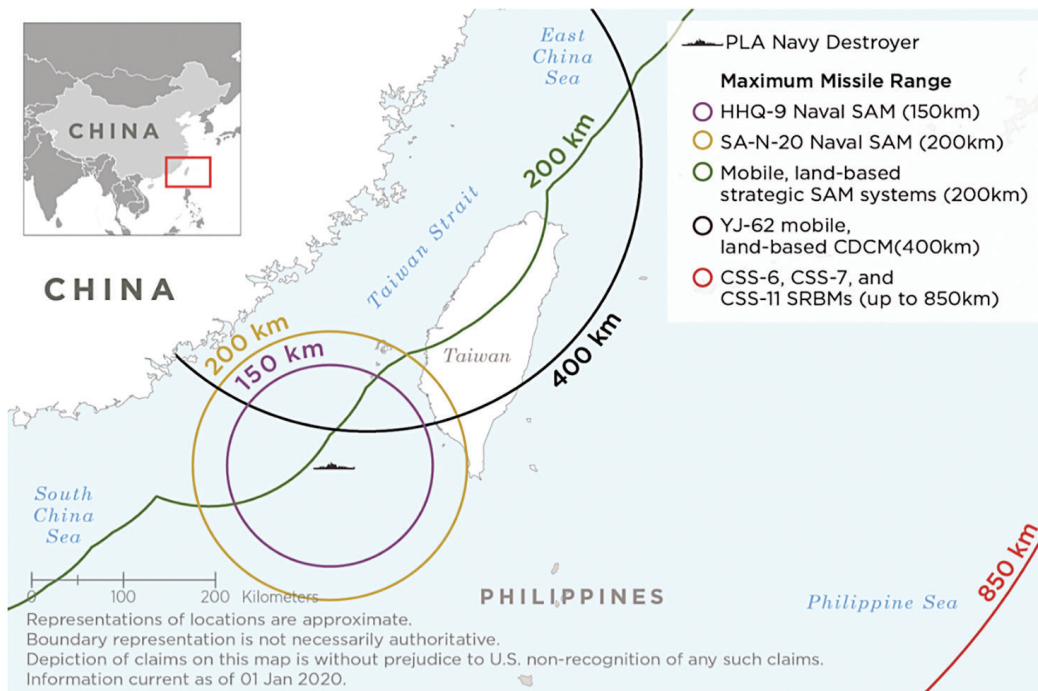 CHINA
CHINA
East
China
Sea
Taiwan Strait
200 km
Taiwan
400 km
200 km
150 km
South
China
Sea
0 100 200 Kilometers
PHILIPPINES
Philippine Sea
850 km
PLA Navy Destroyer
Maximum Missile Range
HHQ-9 Naval SAM (150km)
SA-N-20 Naval SAM (200km)
Mobile, land-based
strategic SAM systems (200km)
YJ-62 mobile,
land-based CDCM(400km)
CSS-6, CSS-7, and
CSS-11 SRBMs (up to 850km)
Representations of locations are approximate.
Boundary representation is not necessarily authoritative.
Depiction of claims on this map is without prejudice to U.S. non-recognition of any such claims.
Information current as of 01 Jan 2020.